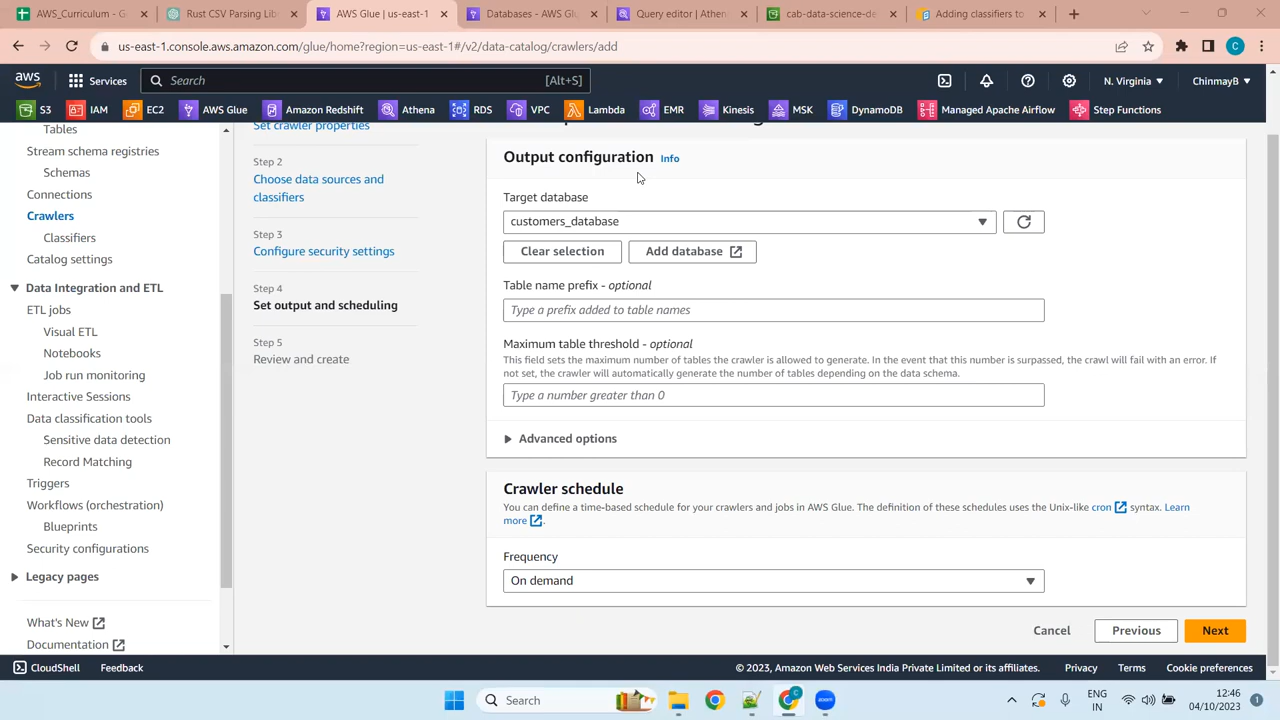 AWS_Curriculum - G
Rust CSV Parsing Lib
AWS Glue | us-east-1
Databases - AWS Gl
Query editor | Athen
cab-data-science-de
Adding classifiers to
us-east-1.console.aws.amazon.com/glue/home?region=us-east-1#/v2/data-catalog/crawlers/add
C
aws
Services
Search
[Alt+S]
N. Virginia
ChinmayB
S3
IAM
EC2
AWS Glue
Amazon Redshift
Athena
RDS
VPC
Lambda
EMR
Kinesis
MSK
DynamoDB
Managed Apache Airflow
Step Functions
Tables
Stream schema registries
Schemas
Connections
Crawlers
Classifiers
Catalog settings
Data Integration and ETL
ETL jobs
Visual ETL
Notebooks
Job run monitoring
Interactive Sessions
Data classification tools
Sensitive data detection
Record Matching
Triggers
Workflows (orchestration)
Blueprints
Security configurations
Legacy pages
What's New
Documentation
Set crawler properties
Step 2
Choose data sources and
classifiers
Step 3
Configure security settings
Step 4
Set output and scheduling
Step 5
Review and create
Output configuration Info
Target database
customers_database
Clear selection
Add database
Table name prefix - optional
Type a prefix added to table names
Maximum table threshold - optional
This field sets the maximum number of tables the crawler is allowed to generate. In the event that this number is surpassed, the crawl will fail with an error. If
not set, the crawler will automatically generate the number of tables depending on the data schema.
Type a number greater than 0
Advanced options
Crawler schedule
You can define a time-based schedule for your crawlers and jobs in AWS Glue. The definition of these schedules uses the Unix-like cron syntax. Learn
more .
Frequency
On demand
Cancel
Previous
Next
CloudShell
Feedback
© 2023, Amazon Web Services India Private Limited or its affiliates.
Privacy
Terms
Cookie preferences
Search
ENG
IN
12:46
04/10/2023
1